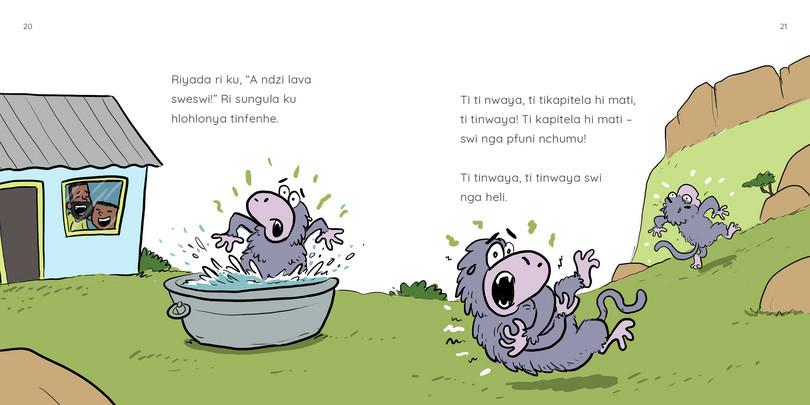 20
Riyada ri ku, “A ndzi lava
sweswi!” Ri sungula ku
hlohlonya tinfenhe.
21
Ti ti nwaya, ti tikapitela hi mati,
ti tinwaya! Ti kapitela hi mati –
swi nga pfuni nchumu!
Ti tinwaya, ti tinwaya swi
nga heli.